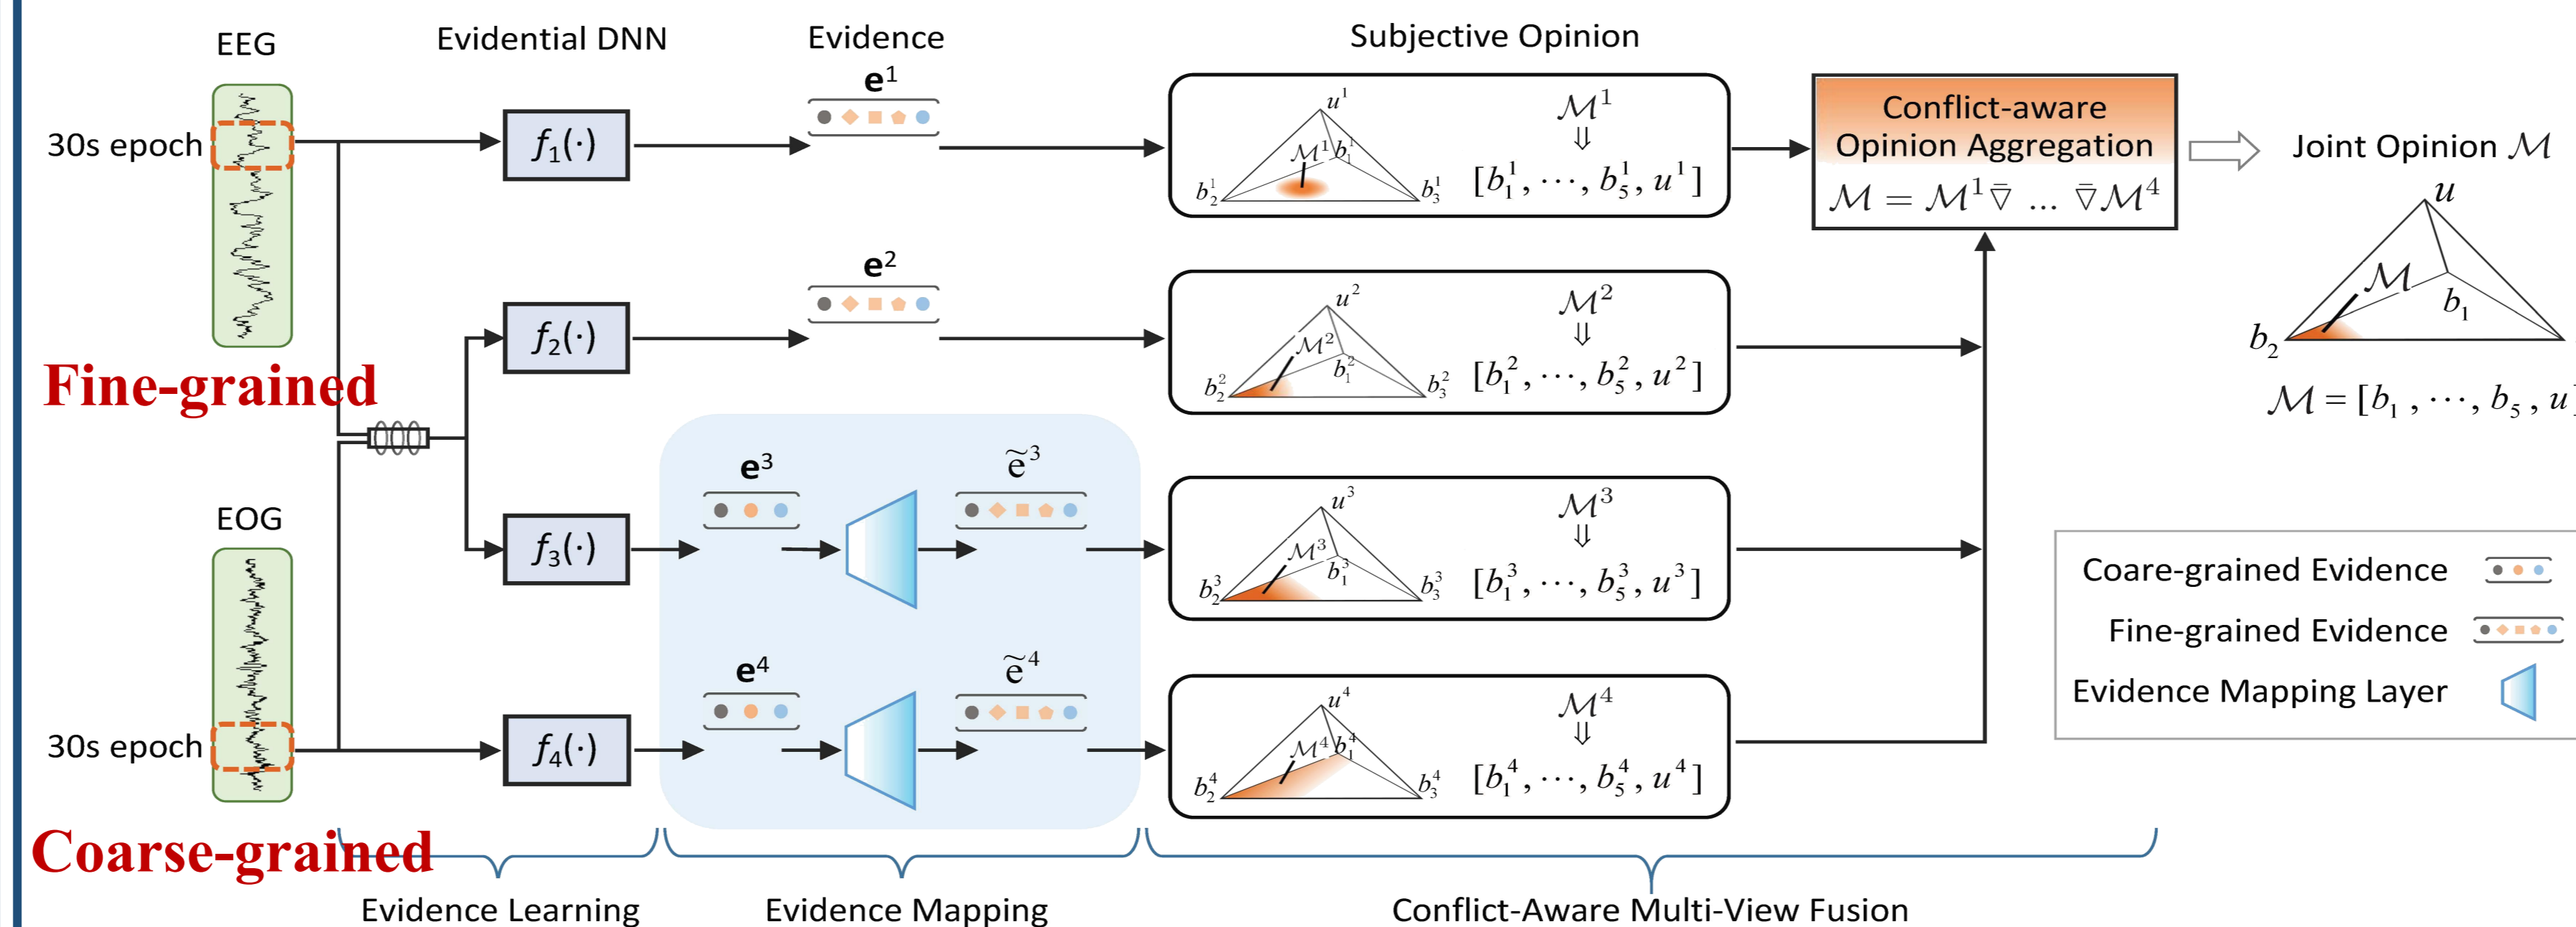 EEG
Evidential DNN
Evidence
Subjective Opinion
30s epoch
f₁(·)
e¹
u¹
M¹
b₁¹
b₂¹
b₃¹
M¹
⇓
[b₁¹, ⋯, b₅¹, u¹]
Conflict-aware
Opinion Aggregation
M = M¹ ▽̄ ... ▽̄ M⁴
Joint Opinion M
u
M
b₁
b₂
M = [b₁, ⋯, b₅, u]
Fine-grained
f₂(·)
e²
u²
M²
b₁²
b₂²
b₃²
M²
⇓
[b₁², ⋯, b₅², u²]
EOG
f₃(·)
e³
ẽ³
u³
M³
b₁³
b₂³
b₃³
M³
⇓
[b₁³, ⋯, b₅³, u³]
30s epoch
f₄(·)
e⁴
ẽ⁴
u⁴
M⁴
b₁⁴
b₂⁴
b₃⁴
M⁴
⇓
[b₁⁴, ⋯, b₅⁴, u⁴]
Coare-grained Evidence
Fine-grained Evidence
Evidence Mapping Layer
Coarse-grained
Evidence Learning
Evidence Mapping
Conflict-Aware Multi-View Fusion